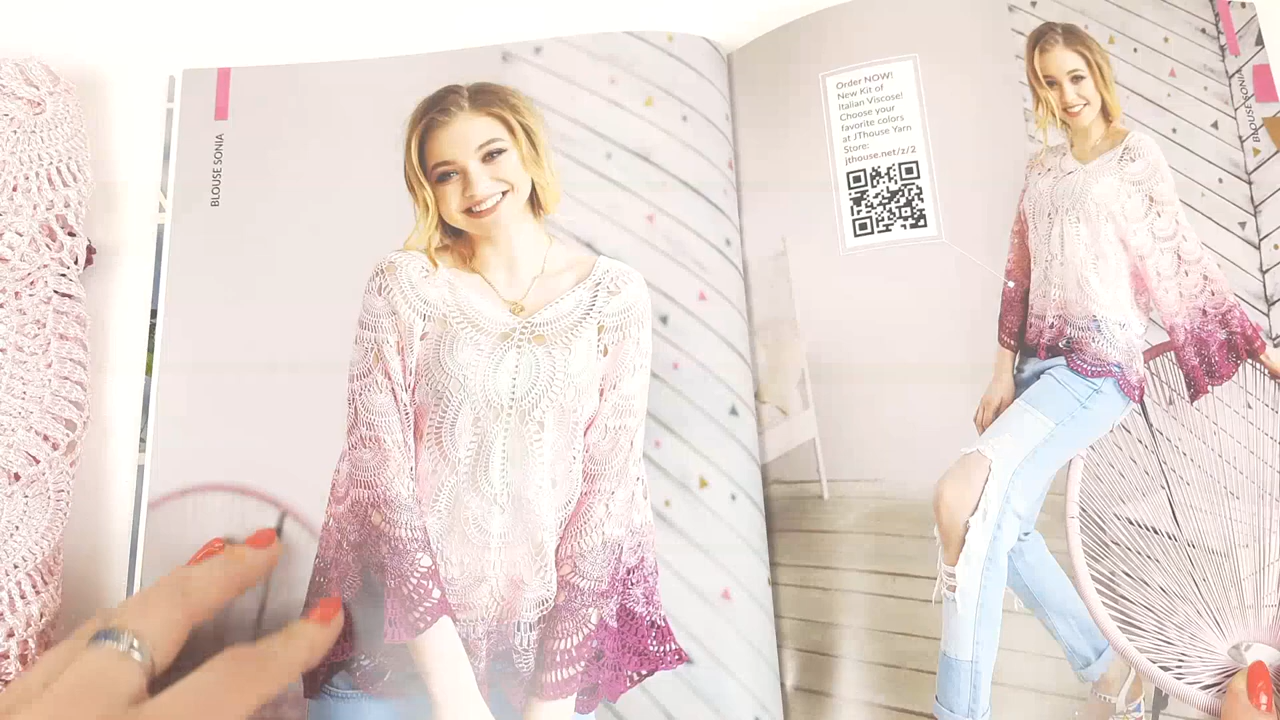 BLOUSE SONIA
Order NOW!
New Kit of
Italian Viscose!
Choose your
favorite colors
at JThouse Yarn
Store:
jthouse.net/z/2
BLOUSE SONIA